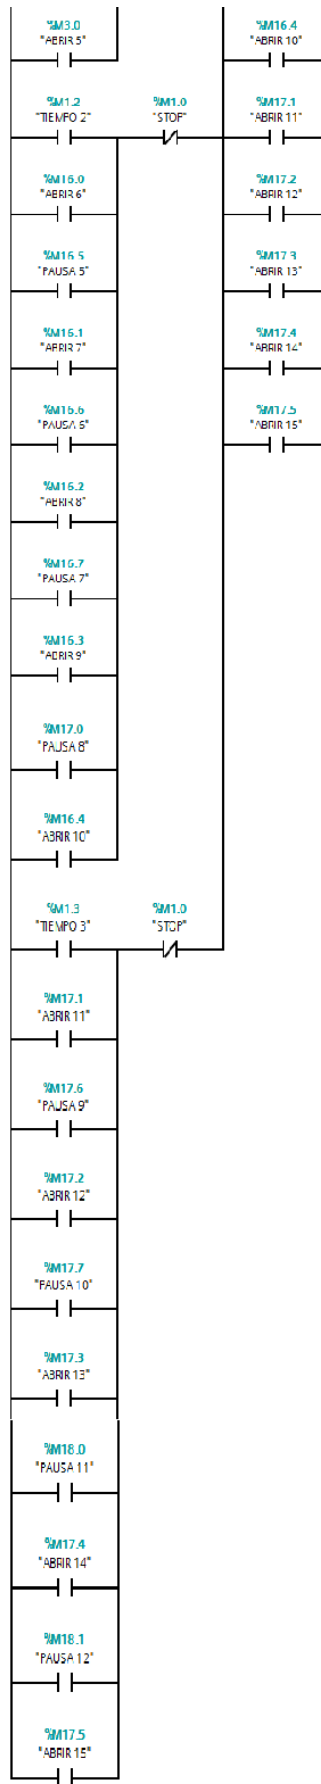 %M3.0
"ABRIR 5"
%M16.4
"ABRIR 10"
%M1.2
"TIEMPO 2"
%M1.0
"STOP"
%M17.1
"ABRIR 11"
%M16.0
"ABRIR 6"
%M17.2
"ABRIR 12"
%M16.5
"PAUSA 5"
%M17.3
"ABRIR 13"
%M16.1
"ABRIR 7"
%M17.4
"ABRIR 14"
%M16.6
"PAUSA 6"
%M17.5
"ABRIR 15"
%M16.2
"ABRIR 8"
%M16.7
"PAUSA 7"
%M16.3
"ABRIR 9"
%M17.0
"PAUSA 8"
%M16.4
"ABRIR 10"
%M1.3
"TIEMPO 3"
%M1.0
"STOP"
%M17.1
"ABRIR 11"
%M17.6
"PAUSA 9"
%M17.2
"ABRIR 12"
%M17.7
"PAUSA 10"
%M17.3
"ABRIR 13"
%M18.0
"PAUSA 11"
%M17.4
"ABRIR 14"
%M18.1
"PAUSA 12"
%M17.5
"ABRIR 15"